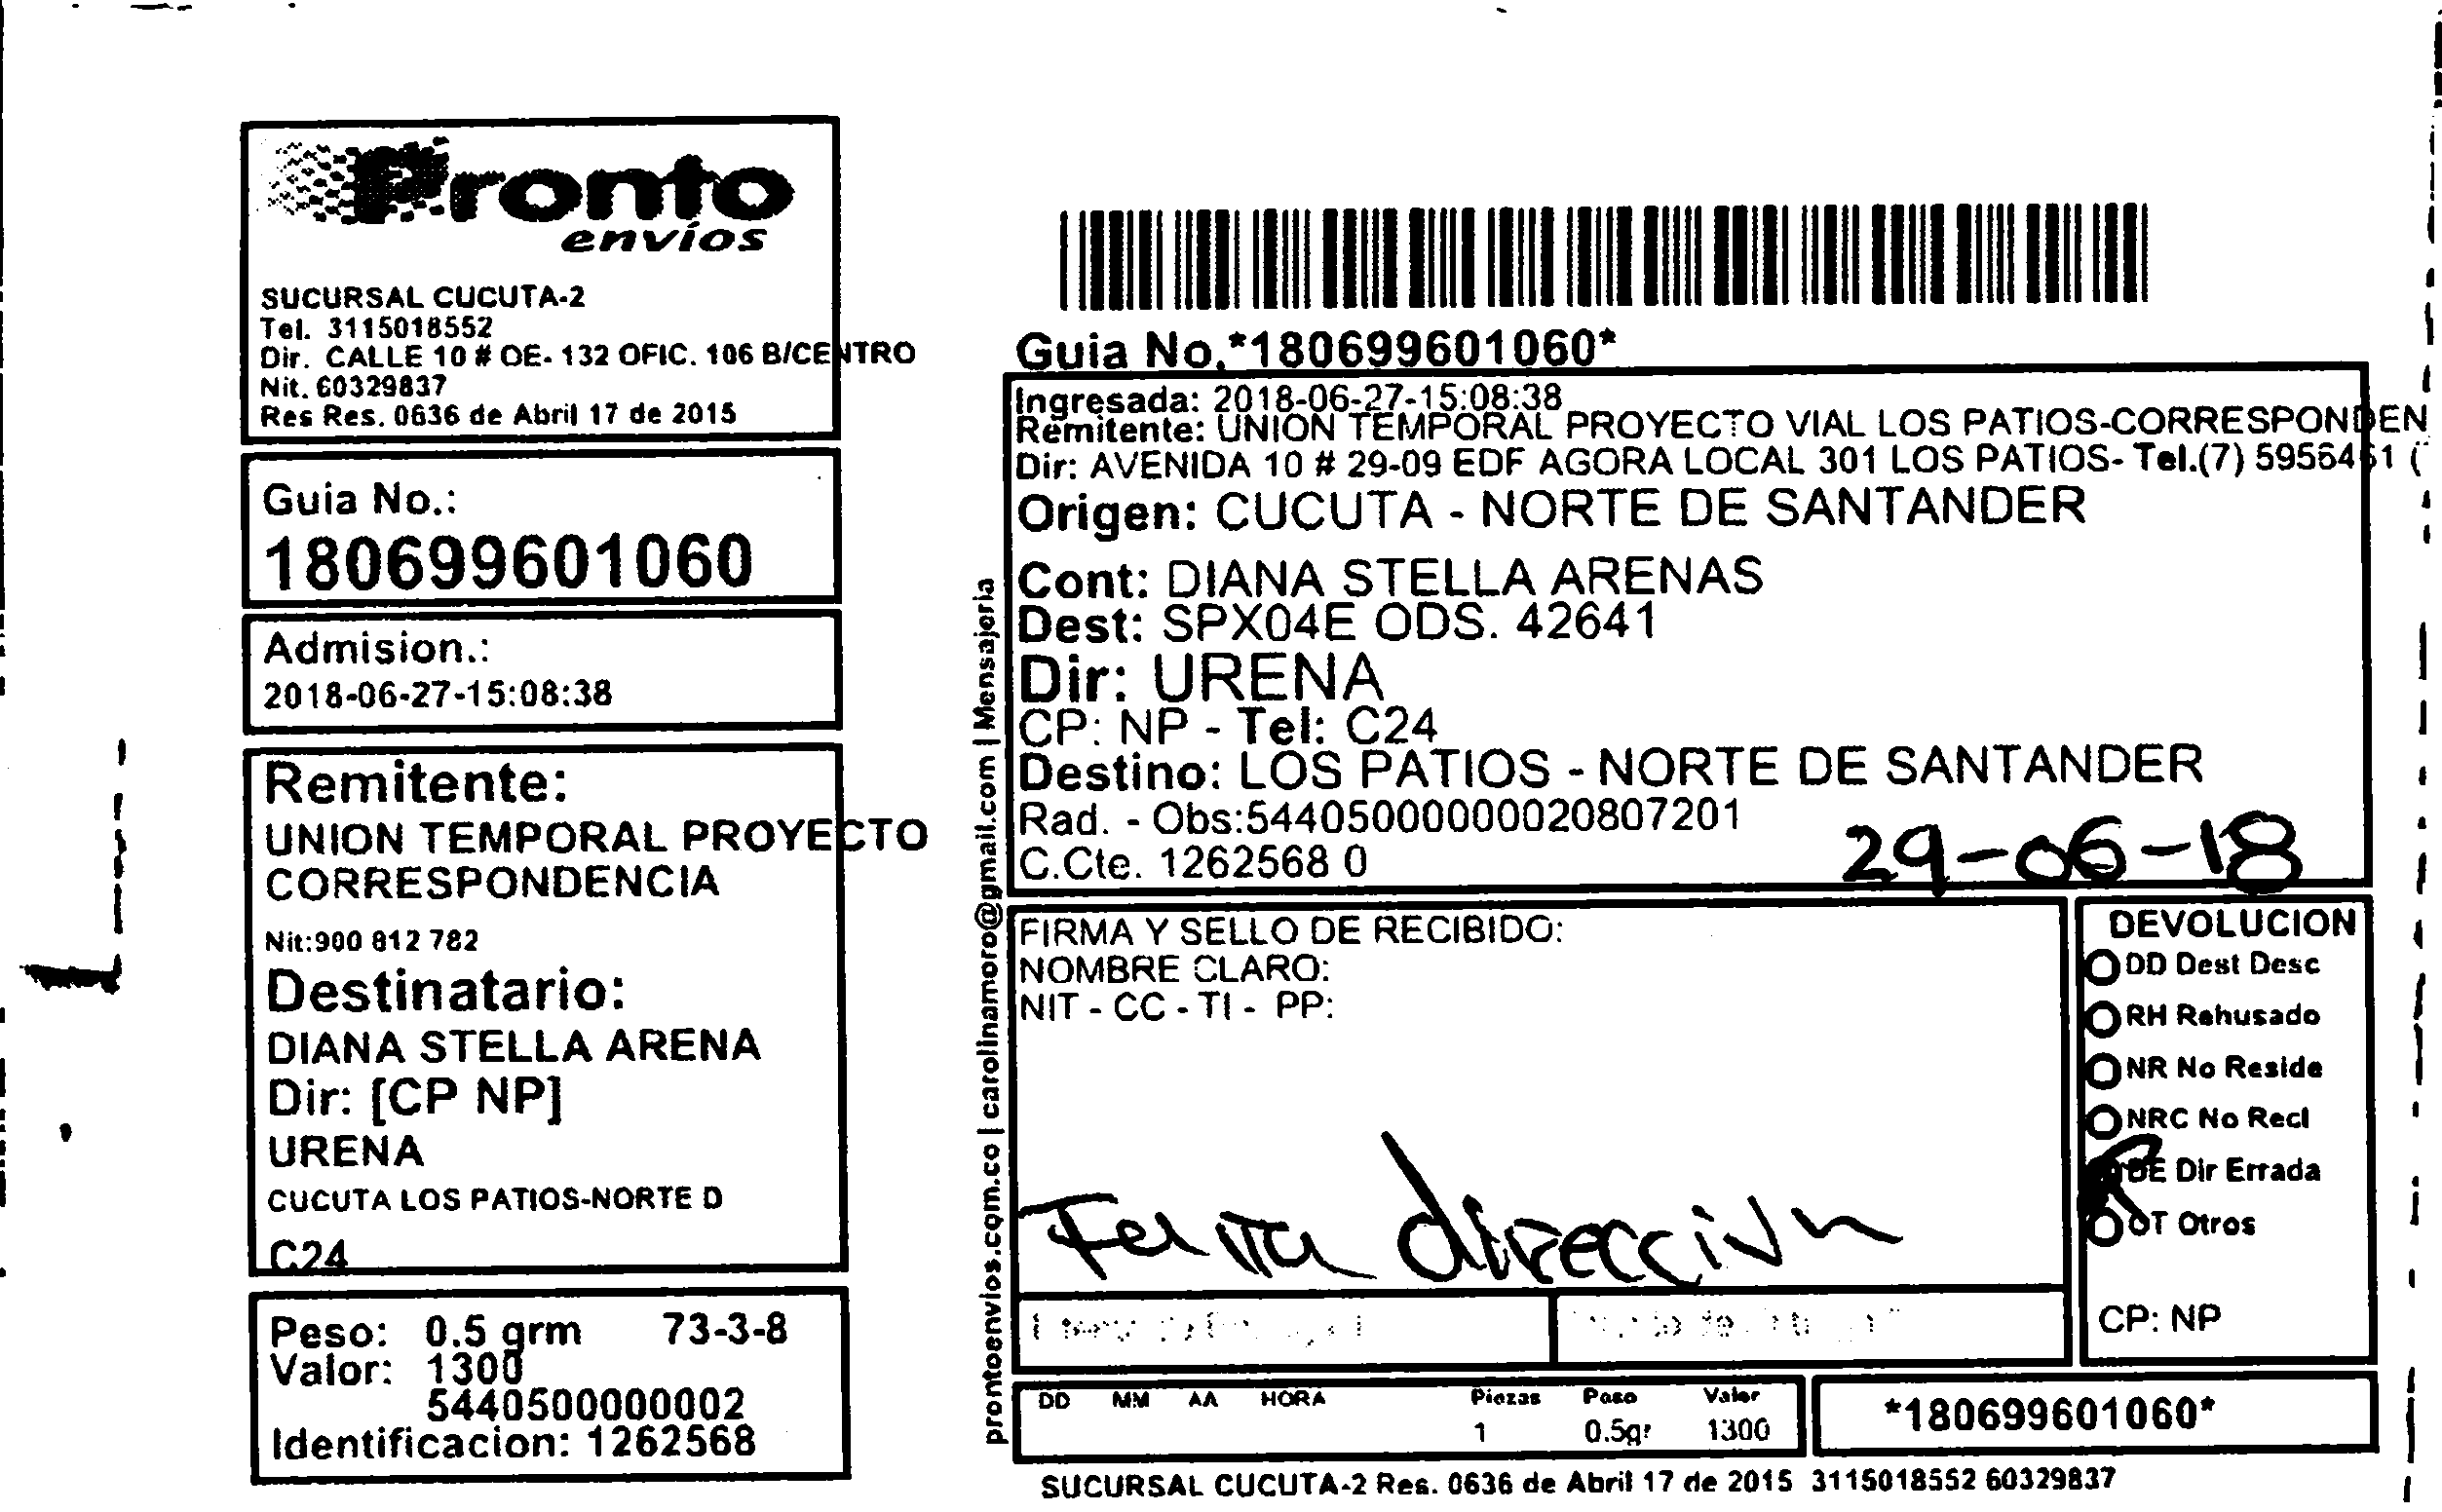 Pronto
envíos
SUCURSAL CUCUTA-2
Tel. 3115018552
Dir. CALLE 10 # OE- 132 OFIC. 106 B/CENTRO
Nit. 60329837
Res Res. 0636 de Abril 17 de 2015
Guia No.:
180699601060
Admision.:
2018-06-27-15:08:38
Remitente:
UNION TEMPORAL PROYECTO
CORRESPONDENCIA
Nit:900 812 782
Destinatario:
DIANA STELLA ARENA
Dir: [CP NP]
URENA
CUCUTA LOS PATIOS-NORTE D
C24
Peso: 0.5 grm 73-3-8
Valor: 1300
5440500000002
Identificacion: 1262568
prontoenvios.com.co | carolinamoro@gmail.com | Mensajeria
Guia No.*180699601060*
Ingresada: 2018-06-27-15:08:38
Remitente: UNION TEMPORAL PROYECTO VIAL LOS PATIOS-CORRESPONDEN
Dir: AVENIDA 10 # 29-09 EDF AGORA LOCAL 301 LOS PATIOS- Tel.(7)
Origen: CUCUTA - NORTE DE SANTANDER
Cont: DIANA STELLA ARENAS
Dest: SPX04E ODS. 42641
Dir: URENA
CP: NP - Tel: C24
Destino: LOS PATIOS - NORTE DE SANTANDER
Rad. - Obs:544050000000020807201
C.Cte. 1262568 0
29-06-18
FIRMA Y SELLO DE RECIBIDO:
NOMBRE CLARO:
NIT - CC - TI - PP:
direccion
DEVOLUCION
DD Dest Desc
RH Rehusado
NR No Reside
NRC No Recl
DE Dir Errada
OT Otros
CP: NP
DD MM AA HORA Piezas Peso Valor
1 0.5gr 1300
*180699601060*
SUCURSAL CUCUTA-2 Res. 0636 de Abril 17 de 2015 3115018552 60329837